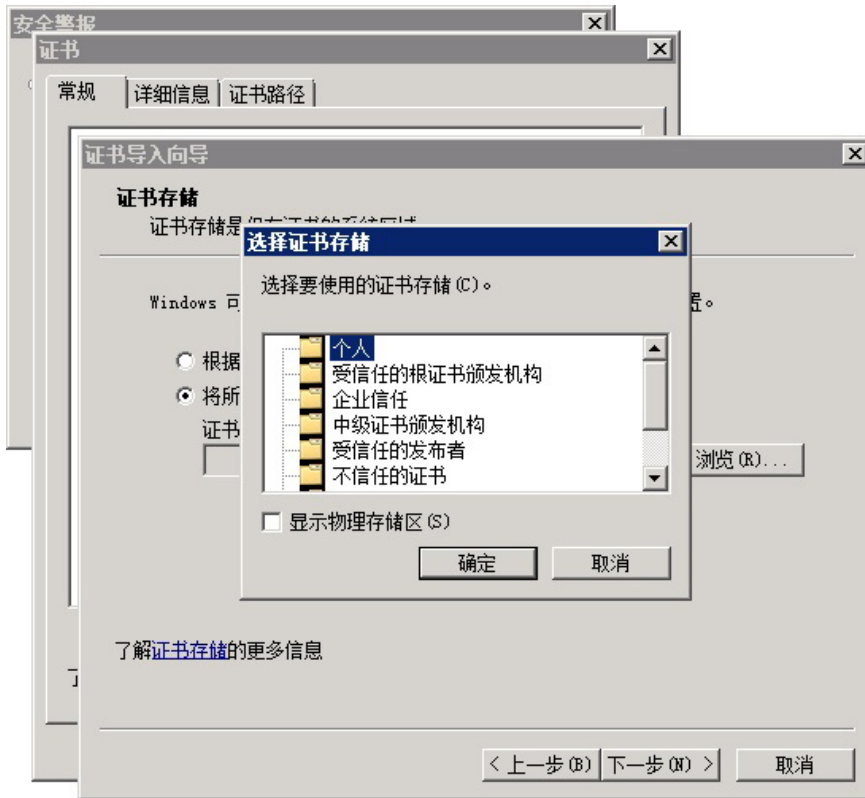 安全警报
证书
常规 详细信息 证书路径
证书导入向导
证书存储
证书存储是
选择证书存储
选择要使用的证书存储(C)。
Windows 可
置。
个人
受信任的根证书颁发机构
企业信任
中级证书颁发机构
受信任的发布者
不信任的证书
根据
将所
证书
浏览(R)...
显示物理存储区(S)
确定 取消
了解证书存储的更多信息
< 上一步(B) 下一步(N) > 取消